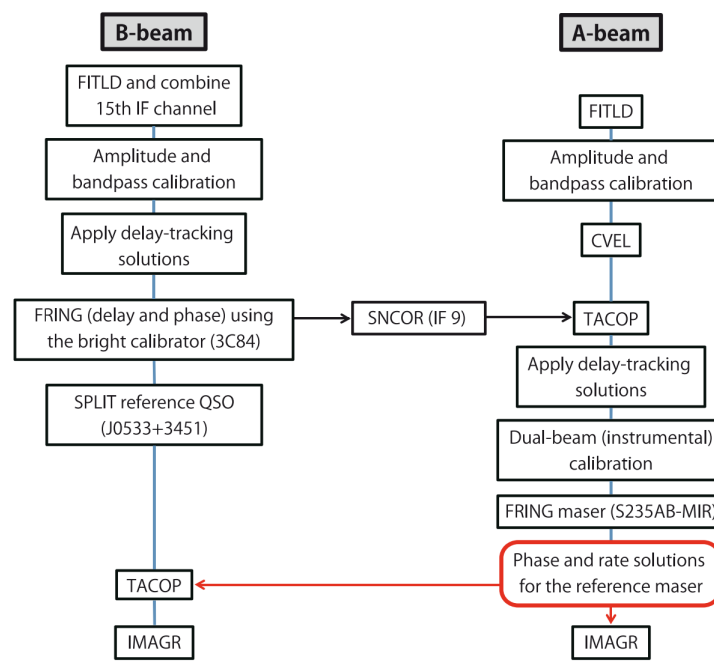 B-beam
FITLD and combine
15th IF channel
Amplitude and
bandpass calibration
Apply delay-tracking
solutions
FRING (delay and phase) using
the bright calibrator (3C84)
SPLIT reference QSO
(J0533+3451)
TACOP
IMAGR
SNCOR (IF 9)
A-beam
FITLD
Amplitude and
bandpass calibration
CVEL
TACOP
Apply delay-tracking
solutions
Dual-beam (instrumental)
calibration
FRING maser (S235AB-MIR)
Phase and rate solutions
for the reference maser
IMAGR